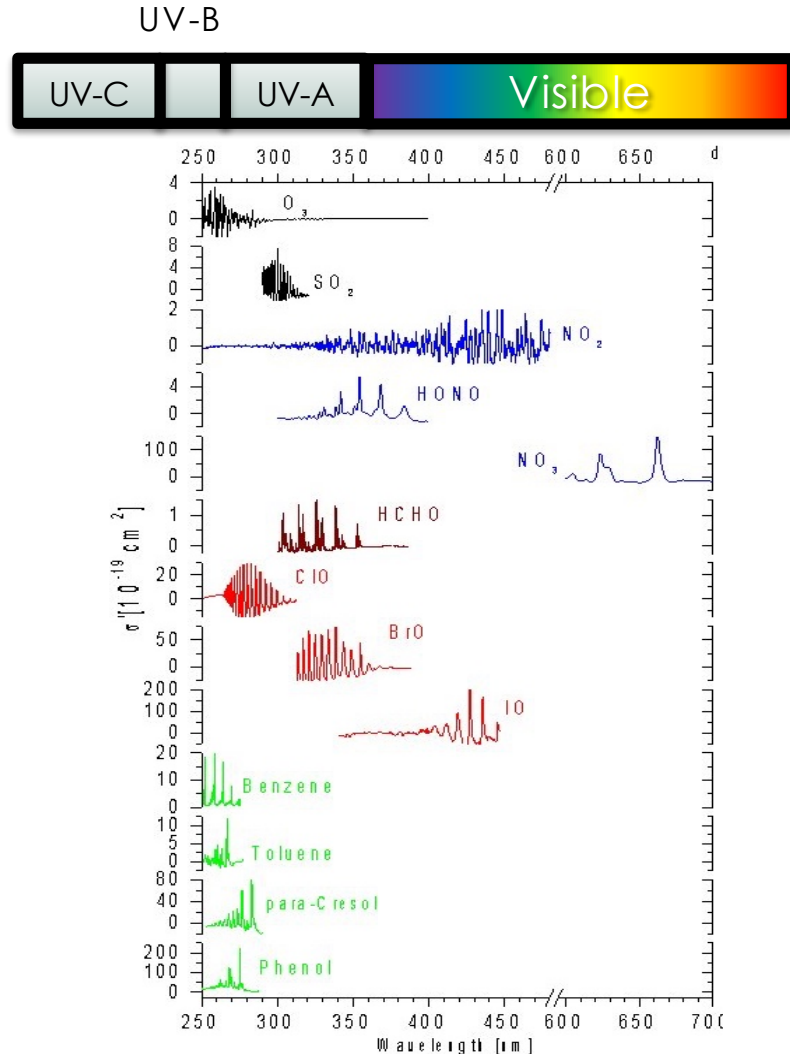 UV-B
UV-C UV-A Visible
250 300 350 400 450 600 650 d
4
0
O3
8
4
0
SO2
2
0
NO2
4
0
HONO
100
0
NO3
1
0
HCHO
20
0
ClO
50
0
BrO
200
100
0
IO
20
10
0
Benzene
10
5
0
Toluene
80
40
0
para-Cresol
200
100
0
Phenol
σ'[10⁻¹⁹ cm²]
250 300 350 400 450 600 650 700
Wavelength [nm]